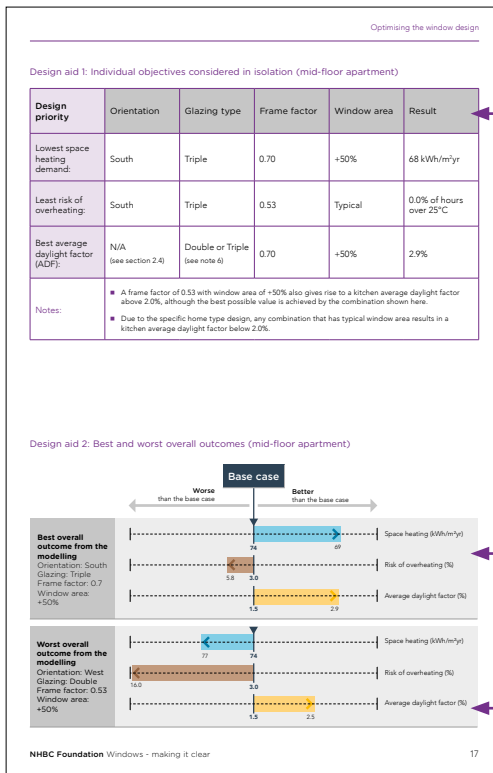 Optimising the window design
Design aid 1: Individual objectives considered in isolation (mid-floor apartment)
Design priority	Orientation	Glazing type	Frame factor	Window area	Result
Lowest space heating demand:	South	Triple	0.70	+50%	68 kWh/m²yr
Least risk of overheating:	South	Triple	0.53	Typical	0.0% of hours over 25°C
Best average daylight factor (ADF):	N/A (see section 2.4)	Double or Triple (see note 6)	0.70	+50%	2.9%
Notes:
■ A frame factor of 0.53 with window area of +50% also gives rise to a kitchen average daylight factor
above 2.0%, although the best possible value is achieved by the combination shown here.
■ Due to the specific home type design, any combination that has typical window area results in a
kitchen average daylight factor below 2.0%.
Design aid 2: Best and worst overall outcomes (mid-floor apartment)
Base case
Worse
than the base case
Better
than the base case
Best overall
outcome from the
modelling
Orientation: South
Glazing: Triple
Frame factor: 0.7
Window area:
+50%
Space heating (kWh/m²yr)
74
69
Risk of overheating (%)
5.8
3.0
Average daylight factor (%)
1.5
2.9
Worst overall
outcome from the
modelling
Orientation: West
Glazing: Double
Frame factor: 0.53
Window area:
+50%
Space heating (kWh/m²yr)
77
74
Risk of overheating (%)
16.0
3.0
Average daylight factor (%)
1.5
2.5
NHBC Foundation Windows - making it clear
17